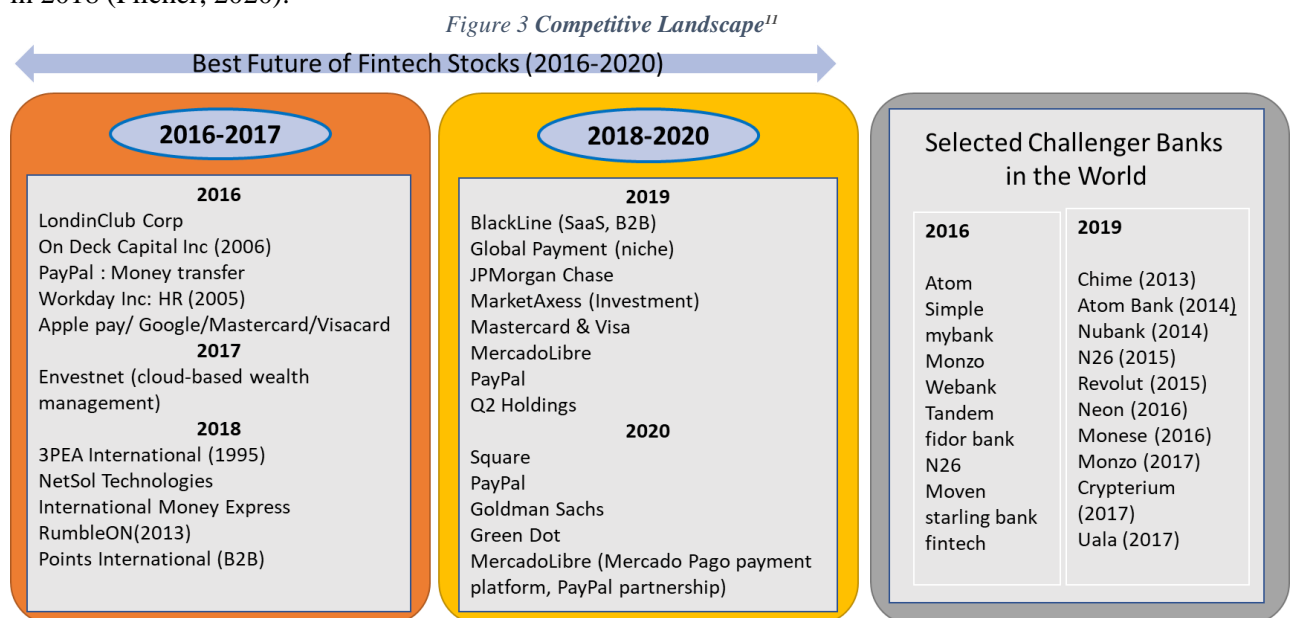 in 2018 (Pilcher, 2020).
Figure 3 Competitive Landscape¹¹
Best Future of Fintech Stocks (2016-2020)
2016-2017
2016
LondinClub Corp
On Deck Capital Inc (2006)
PayPal : Money transfer
Workday Inc: HR (2005)
Apple pay/ Google/Mastercard/Visacard
2017
Envestnet (cloud-based wealth
management)
2018
3PEA International (1995)
NetSol Technologies
International Money Express
RumbleON(2013)
Points International (B2B)
2018-2020
2019
BlackLine (SaaS, B2B)
Global Payment (niche)
JPMorgan Chase
MarketAxess (Investment)
Mastercard & Visa
MercadoLibre
PayPal
Q2 Holdings
2020
Square
PayPal
Goldman Sachs
Green Dot
MercadoLibre (Mercado Pago payment
platform, PayPal partnership)
Selected Challenger Banks
in the World
2016
Atom
Simple
mybank
Monzo
Webank
Tandem
fidor bank
N26
Moven
starling bank
fintech
2019
Chime (2013)
Atom Bank (2014)
Nubank (2014)
N26 (2015)
Revolut (2015)
Neon (2016)
Monese (2016)
Monzo (2017)
Crypterium
(2017)
Uala (2017)